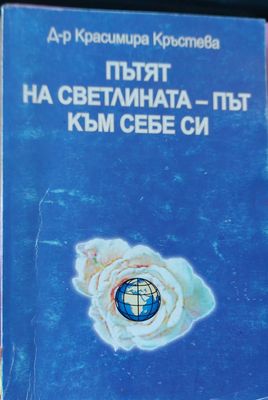 Д-р Красимира Кръстева
ПЪТЯТ
НА СВЕТЛИНАТА – ПЪТ
КЪМ СЕБЕ СИ